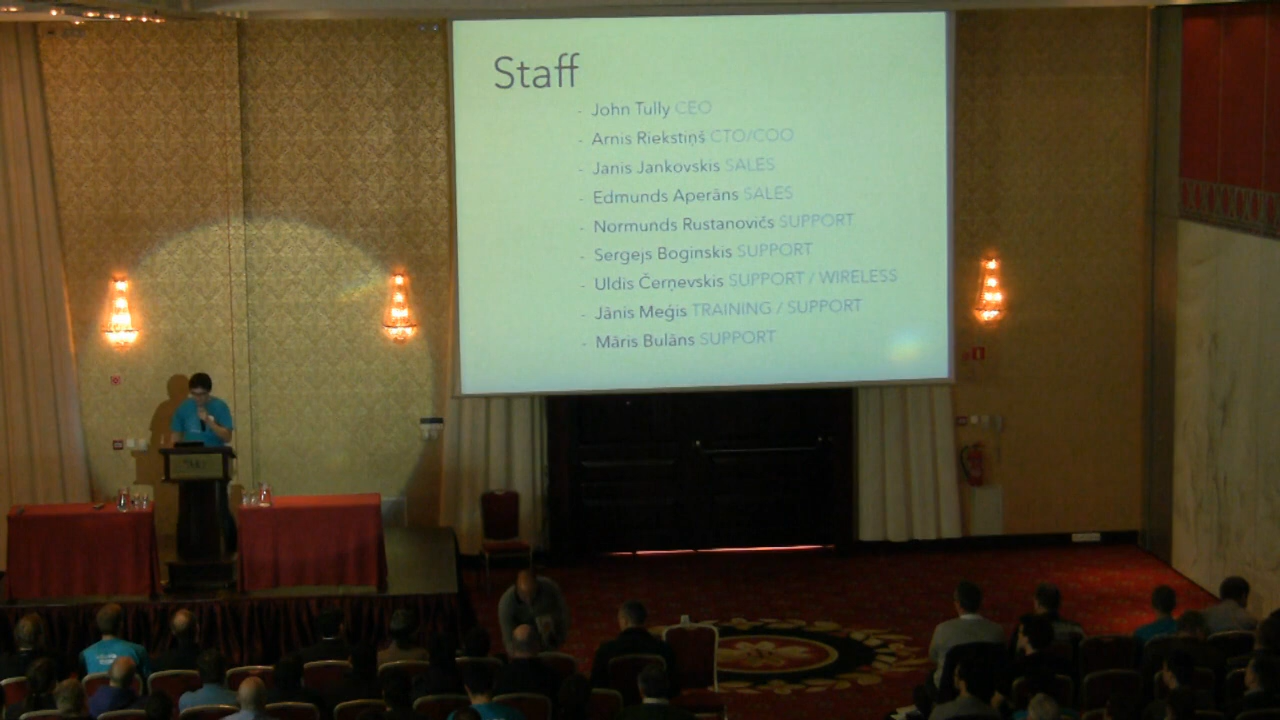 Staff
- John Tully CEO
- Arnis Riekstiņš CTO/COO
- Janis Jankovskis SALES
- Edmunds Aperāns SALES
- Normunds Rustanovičs SUPPORT
- Sergejs Boginskis SUPPORT
- Uldis Čerņevskis SUPPORT / WIRELESS
- Jānis Meģis TRAINING / SUPPORT
- Māris Bulāns SUPPORT